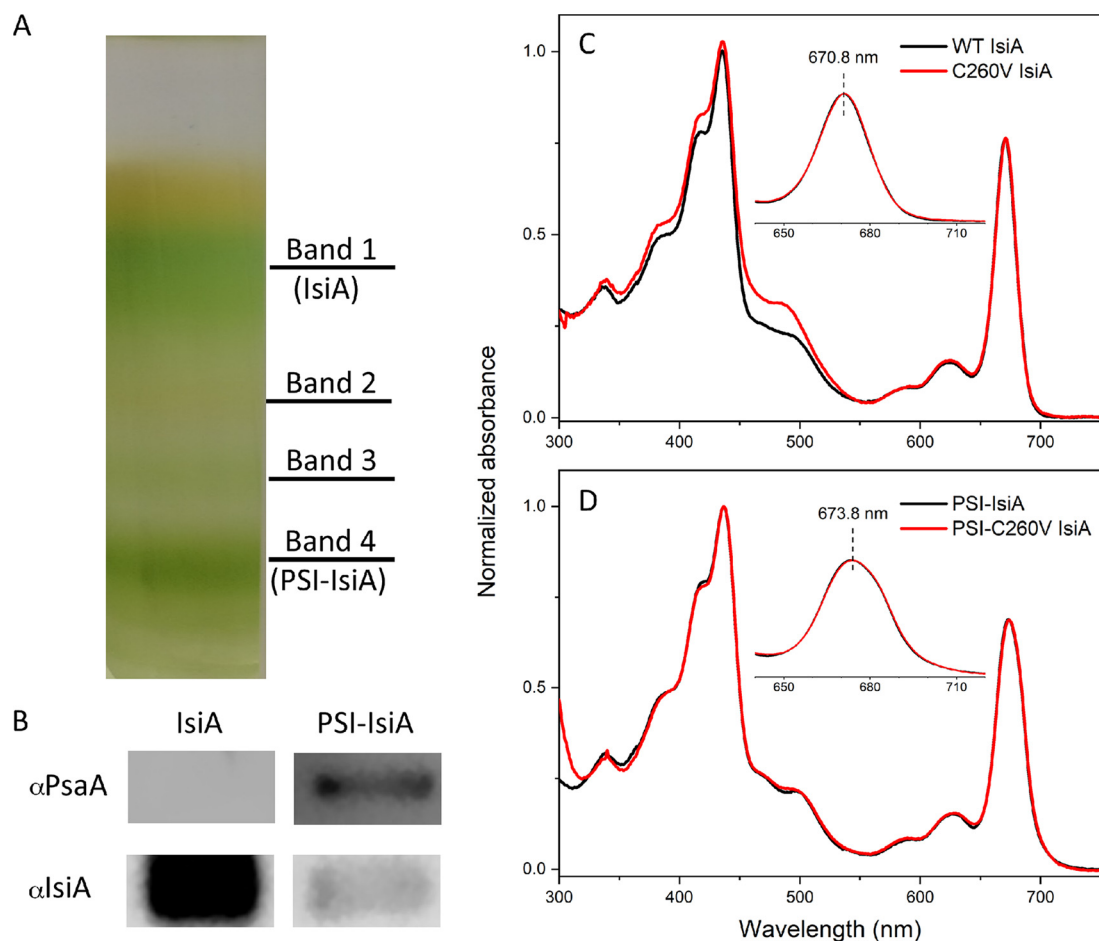 A
Band 1
(IsiA)
Band 2
Band 3
Band 4
(PSI-IsiA)
B
IsiA
PSI-IsiA
αPsaA
αIsiA
Normalized absorbance
C
WT IsiA
C260V IsiA
670.8 nm
650
680
710
1.0
0.5
0.0
300
400
500
600
700
D
PSI-IsiA
PSI-C260V IsiA
673.8 nm
650
680
710
1.0
0.5
0.0
300
400
500
600
700
Wavelength (nm)